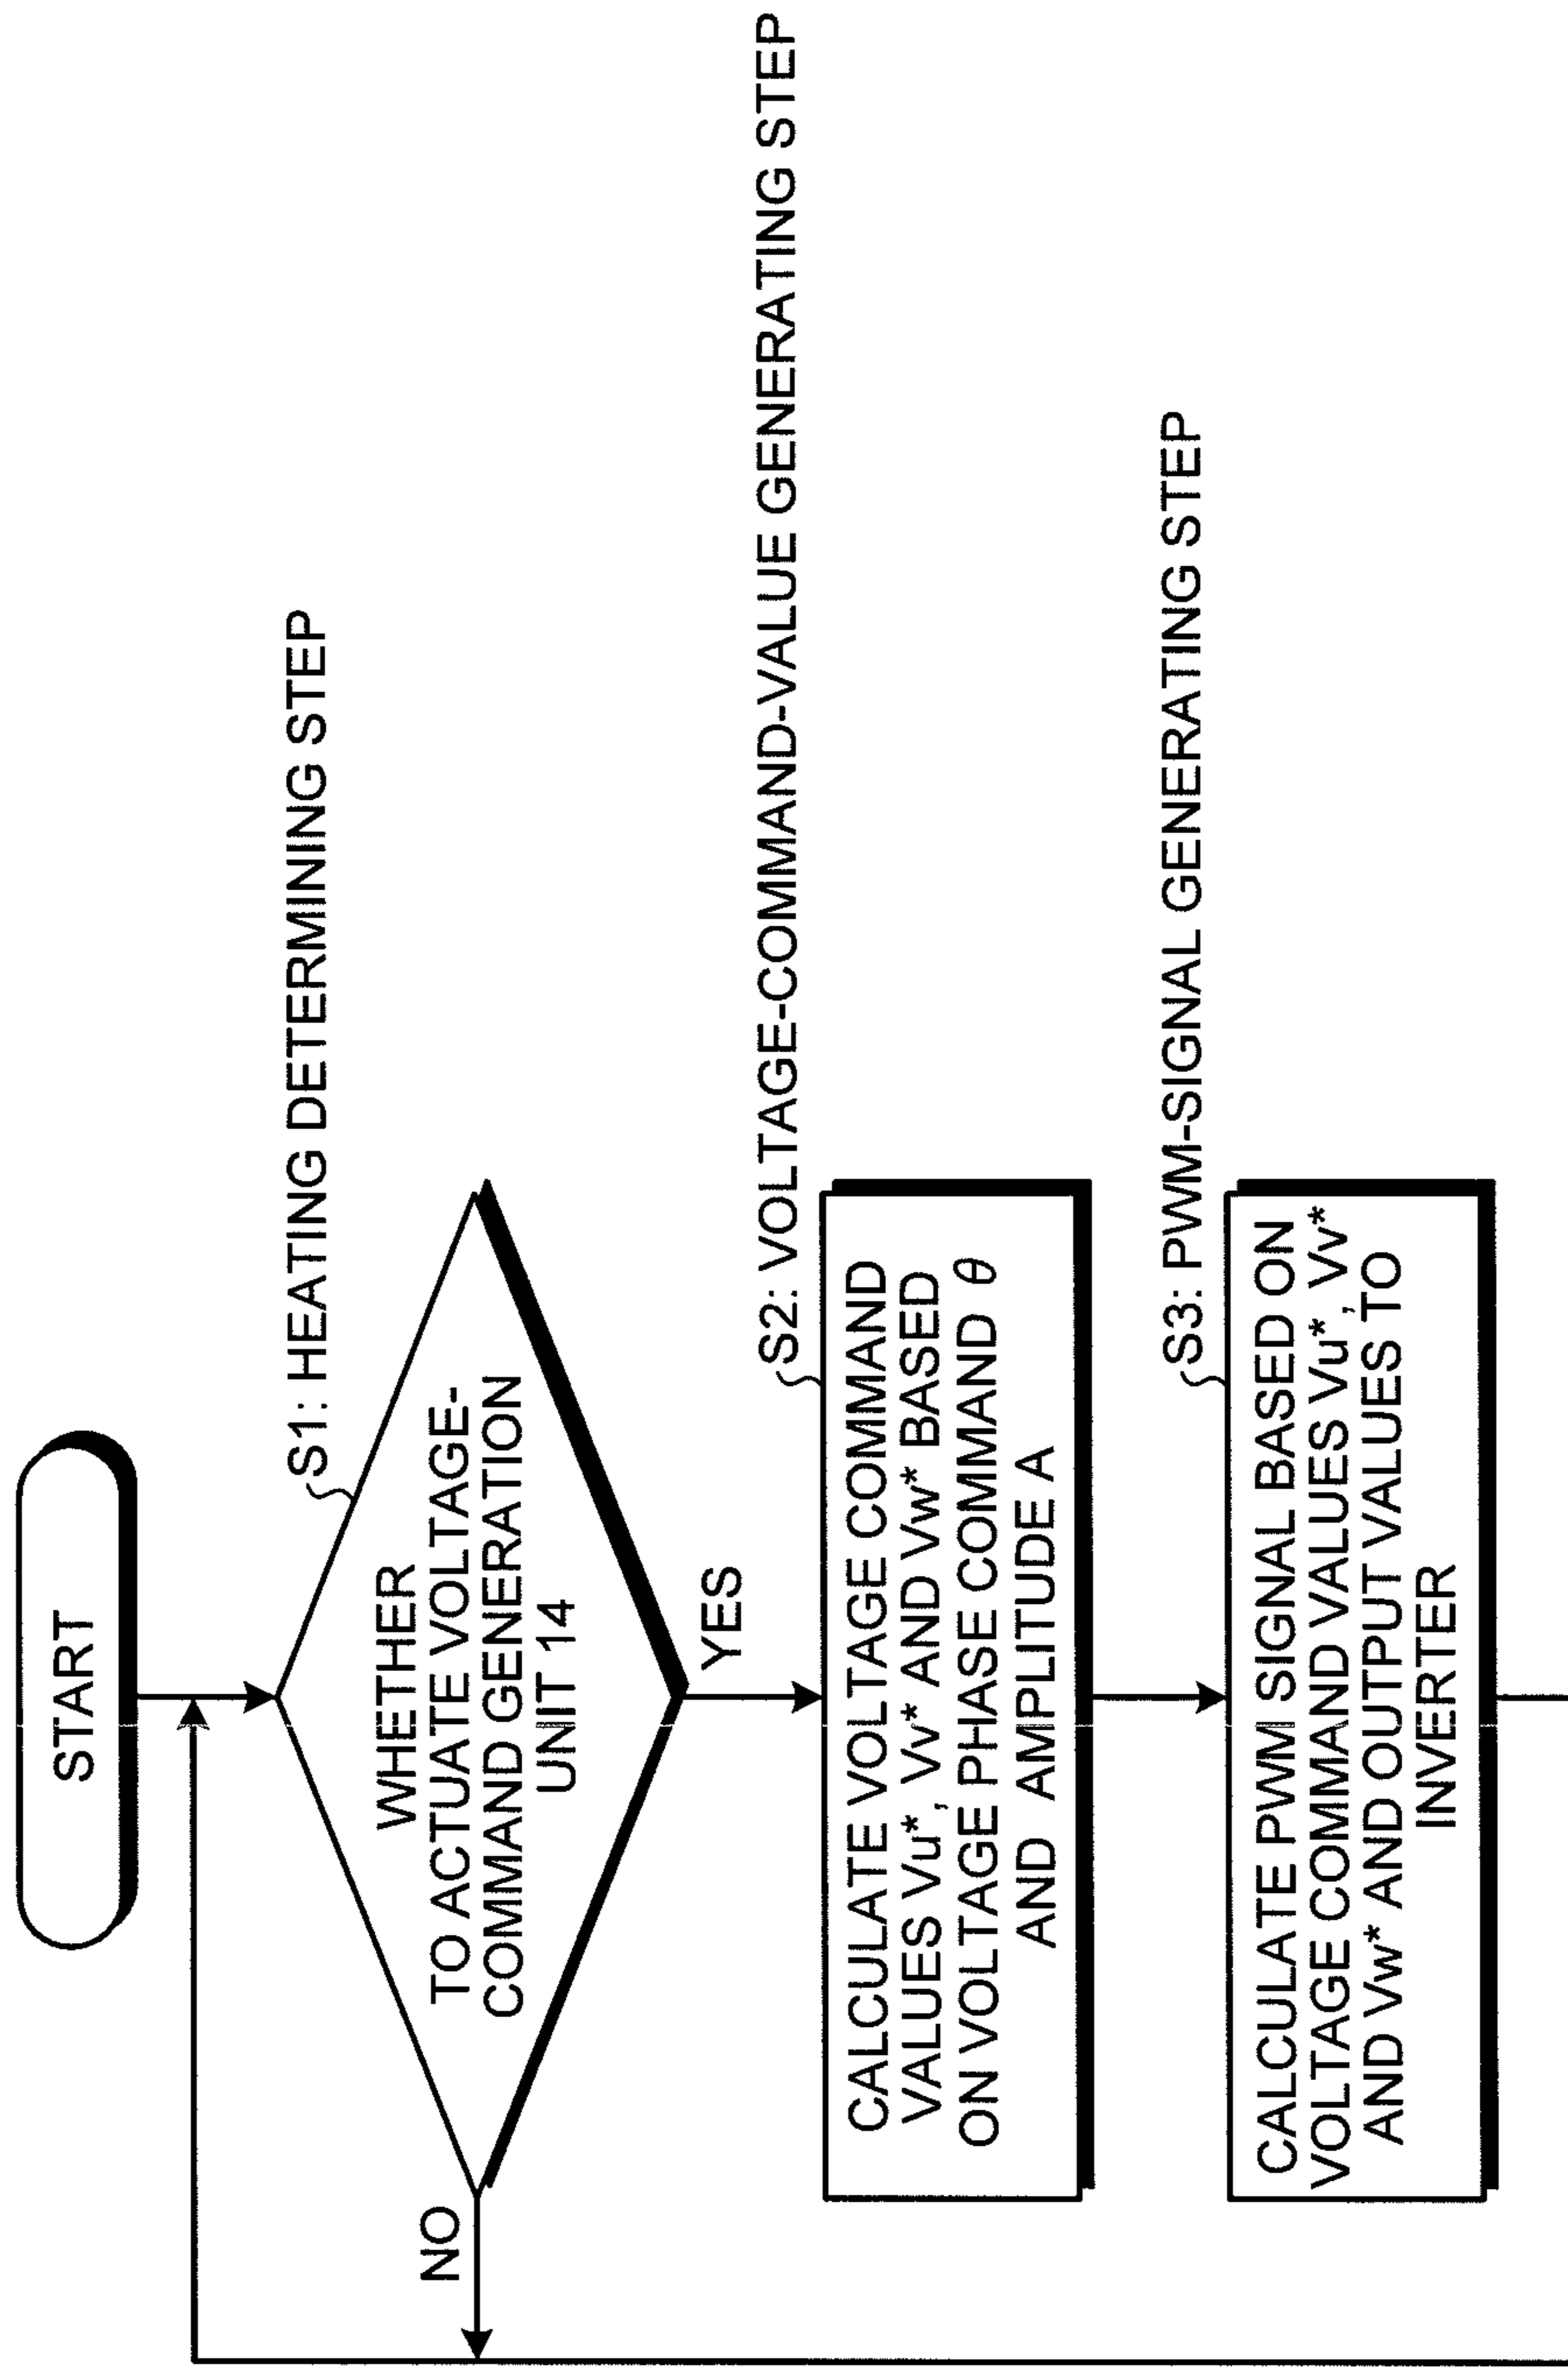 START
S1: HEATING DETERMINING STEP
WHETHER
TO ACTUATE VOLTAGE-
COMMAND GENERATION
UNIT 14
NO
YES
S2: VOLTAGE-COMMAND-VALUE GENERATING STEP
CALCULATE VOLTAGE COMMAND
VALUES Vu*, Vv* AND Vw* BASED
ON VOLTAGE PHASE COMMAND θ
AND AMPLITUDE A
S3: PWM-SIGNAL GENERATING STEP
CALCULATE PWM SIGNAL BASED ON
VOLTAGE COMMAND VALUES Vu*, Vv*
AND Vw* AND OUTPUT VALUES TO
INVERTER